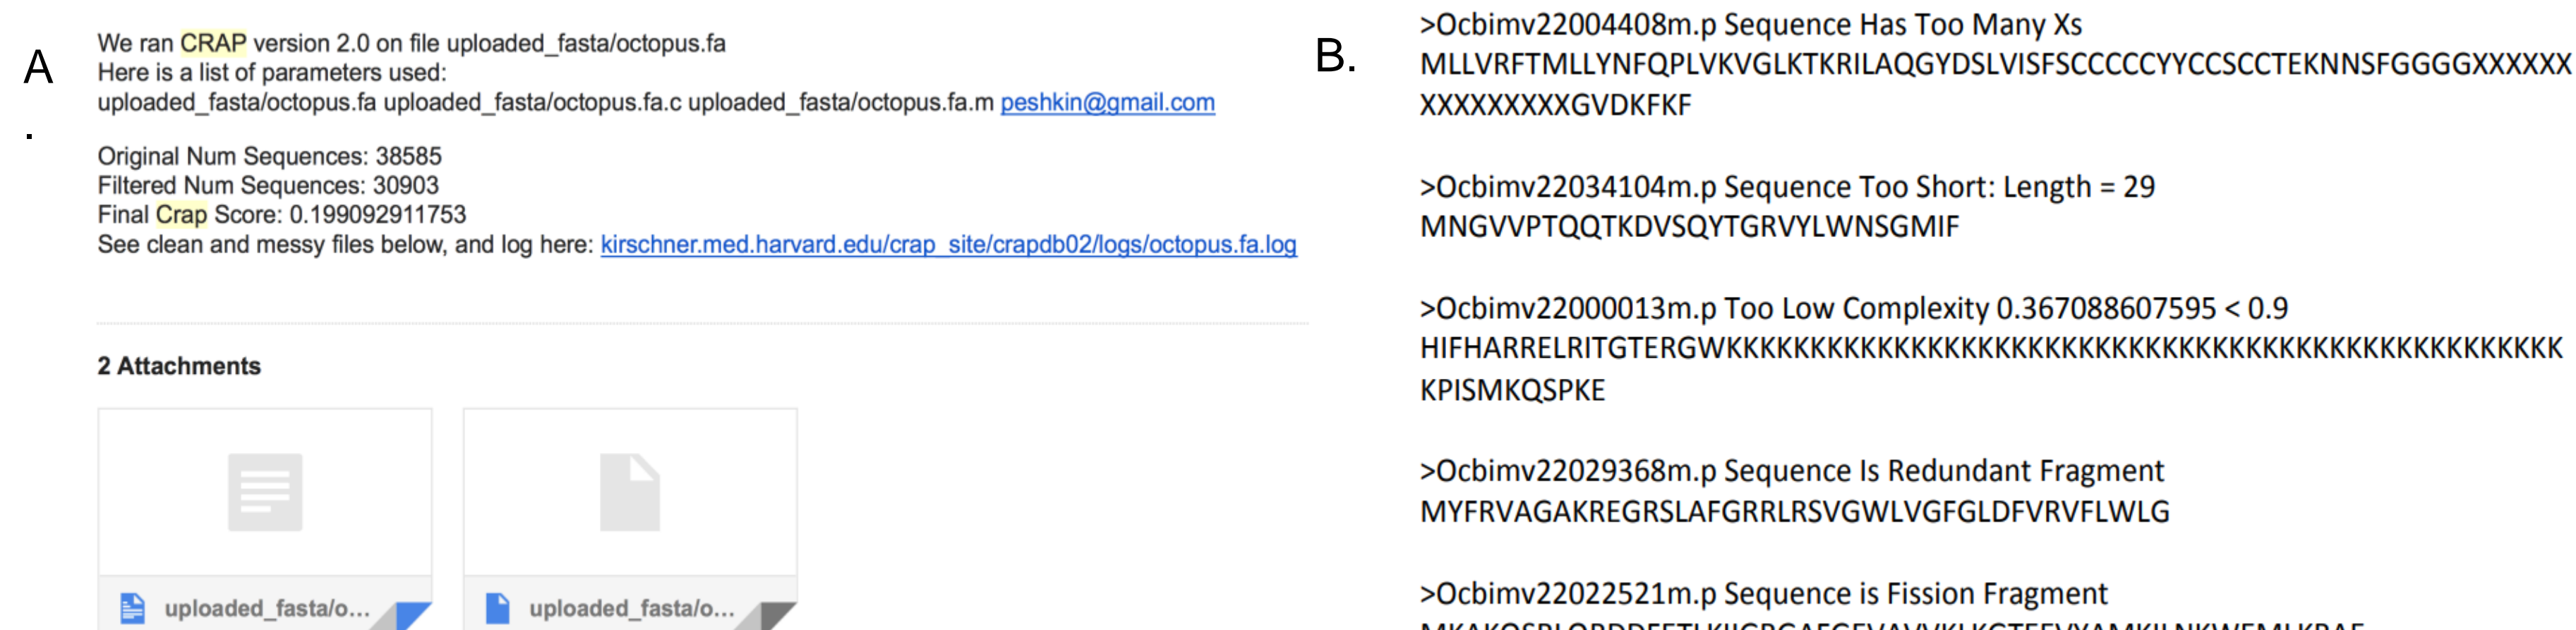 A
.
We ran CRAP version 2.0 on file uploaded_fasta/octopus.fa
Here is a list of parameters used:
uploaded_fasta/octopus.fa uploaded_fasta/octopus.fa.c uploaded_fasta/octopus.fa.m peshkin@gmail.com
Original Num Sequences: 38585
Filtered Num Sequences: 30903
Final Crap Score: 0.199092911753
See clean and messy files below, and log here: kirschner.med.harvard.edu/crap_site/crapdb02/logs/octopus.fa.log
2 Attachments
uploaded_fasta/o...
uploaded_fasta/o...
B.
>Ocbimv22004408m.p Sequence Has Too Many Xs
MLLVRFTMLLYNFQPLVKVGLKTKRILAQGYDSLVISFSCCCCCYYCCSCCTEKNNSFGGGGXXXXXX
XXXXXXXXXGVDKFKF
>Ocbimv22034104m.p Sequence Too Short: Length = 29
MNGVVPTQQTKDVSQYTGRVYLWNSGMIF
>Ocbimv22000013m.p Too Low Complexity 0.367088607595 < 0.9
HIFHARRELRITGTERGWKKKKKKKKKKKKKKKKKKKKKKKKKKKKKKKKKKKKKKKKKKKKKKKKKK
KPISMKQSPKE
>Ocbimv22029368m.p Sequence Is Redundant Fragment
MYFRVAGAKREGRSLAFGRRLRSVGWLVGFGLDFVRVFLWLG
>Ocbimv22022521m.p Sequence is Fission Fragment